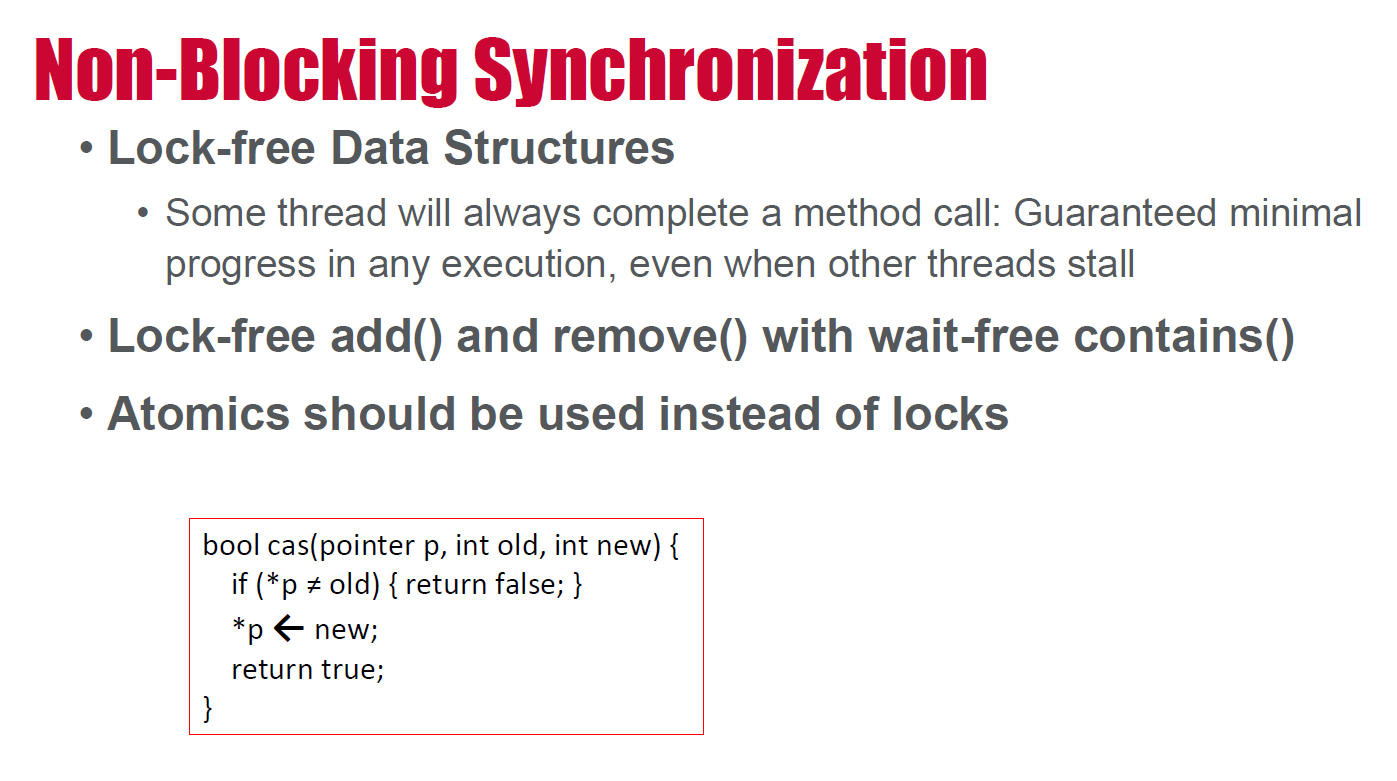 Non-Blocking Synchronization
• Lock-free Data Structures
• Some thread will always complete a method call: Guaranteed minimal
progress in any execution, even when other threads stall
• Lock-free add() and remove() with wait-free contains()
• Atomics should be used instead of locks
bool cas(pointer p, int old, int new) {
if (*p ≠ old) { return false; }
*p ← new;
return true;
}